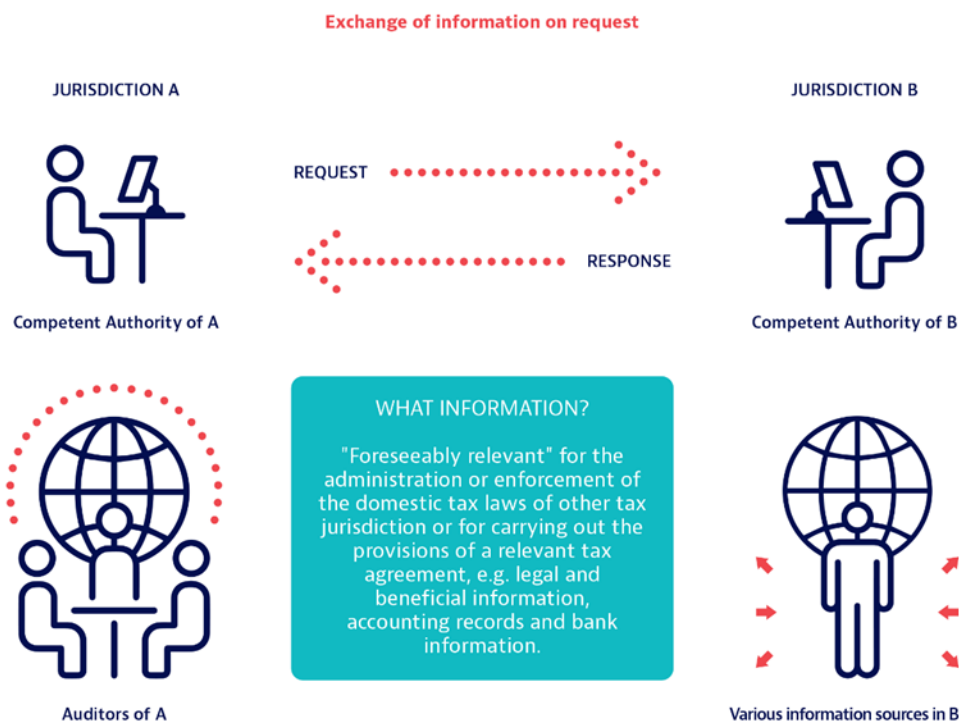 Exchange of information on request
JURISDICTION A
JURISDICTION B
REQUEST
RESPONSE
Competent Authority of A
Competent Authority of B
WHAT INFORMATION?
"Foreseeably relevant" for the
administration or enforcement of
the domestic tax laws of other tax
jurisdiction or for carrying out the
provisions of a relevant tax
agreement, e.g. legal and
beneficial information,
accounting records and bank
information.
Auditors of A
Various information sources in B